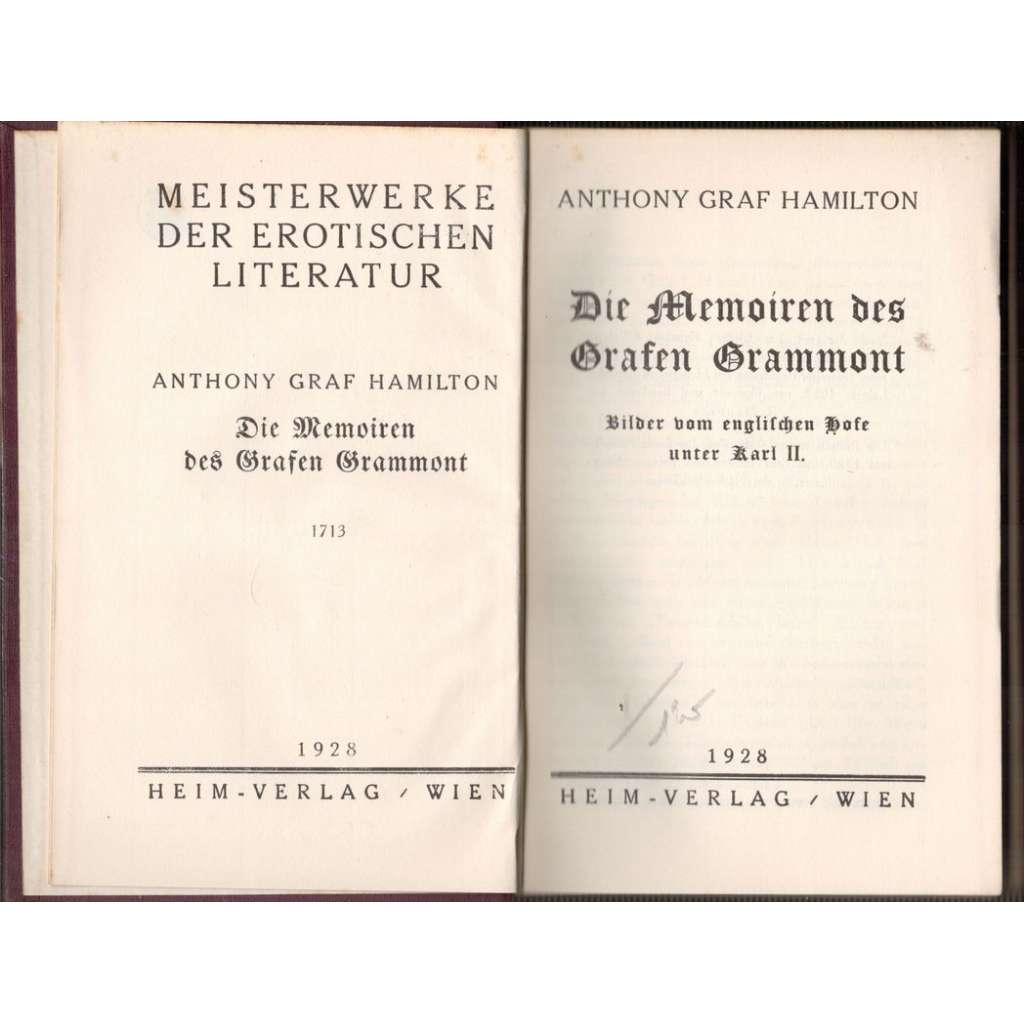 MEISTERWERKE
DER EROTISCHEN
LITERATUR
ANTHONY GRAF HAMILTON
Die Memoiren
des Grafen Grammont
1713
1928
HEIM-VERLAG / WIEN
ANTHONY GRAF HAMILTON
Die Memoiren des
Grafen Grammont
Bilder vom engliſchen Hofe
unter Karl II.
1928
HEIM-VERLAG / WIEN